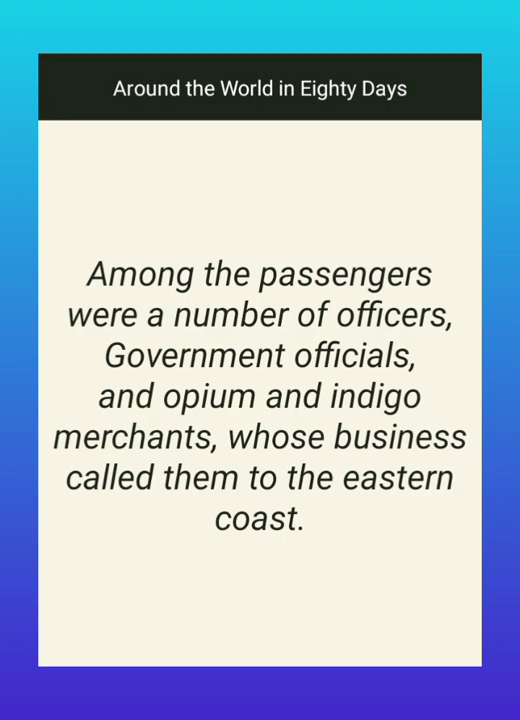 Around the World in Eighty Days
Among the passengers
were a number of officers,
Government officials,
and opium and indigo
merchants, whose business
called them to the eastern
coast.